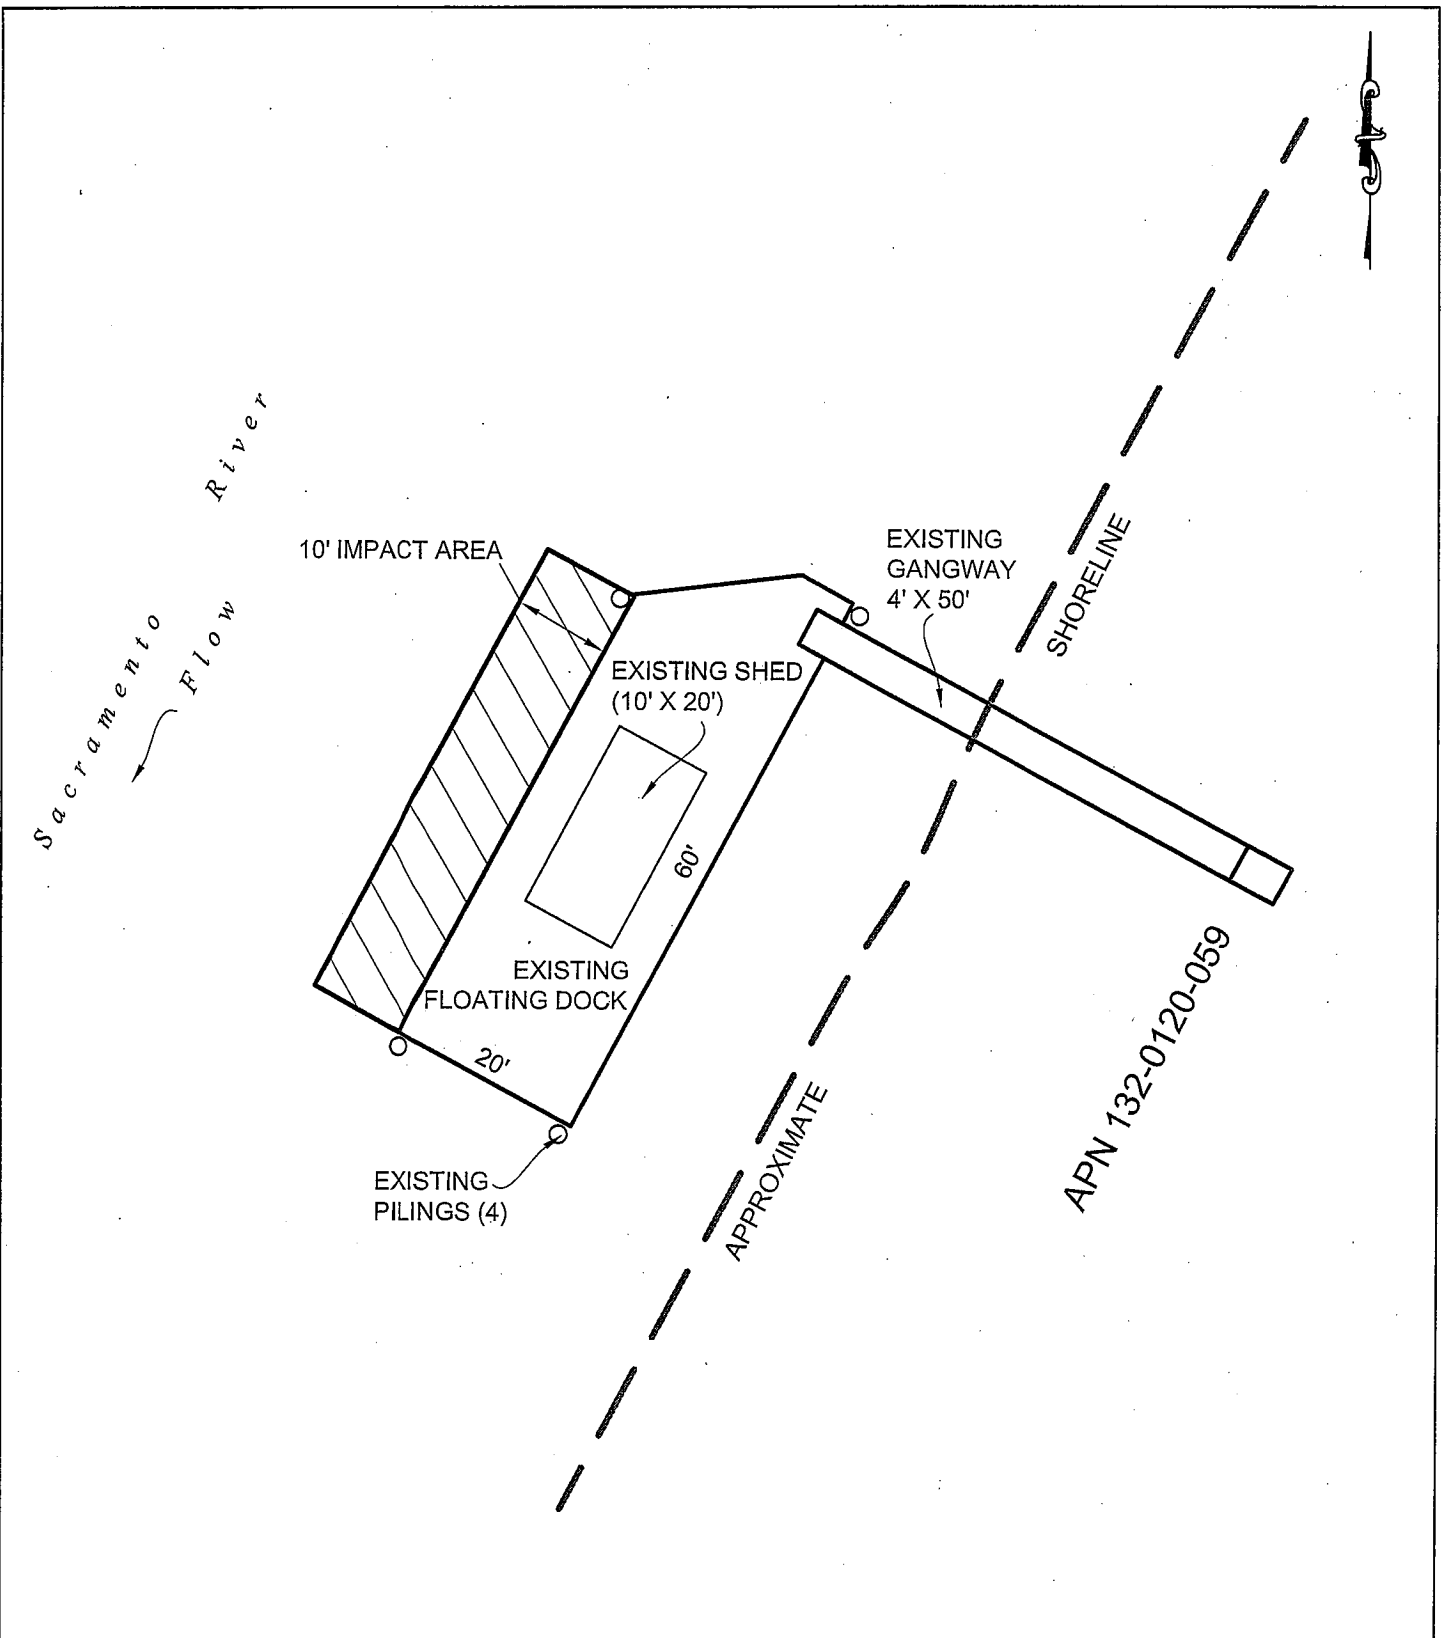 Sacramento River
Flow
10' IMPACT AREA
EXISTING
GANGWAY
4' X 50'
SHORELINE
EXISTING SHED
(10' X 20')
60'
EXISTING
FLOATING DOCK
20'
EXISTING
PILINGS (4)
APPROXIMATE
APN 132-0120-059